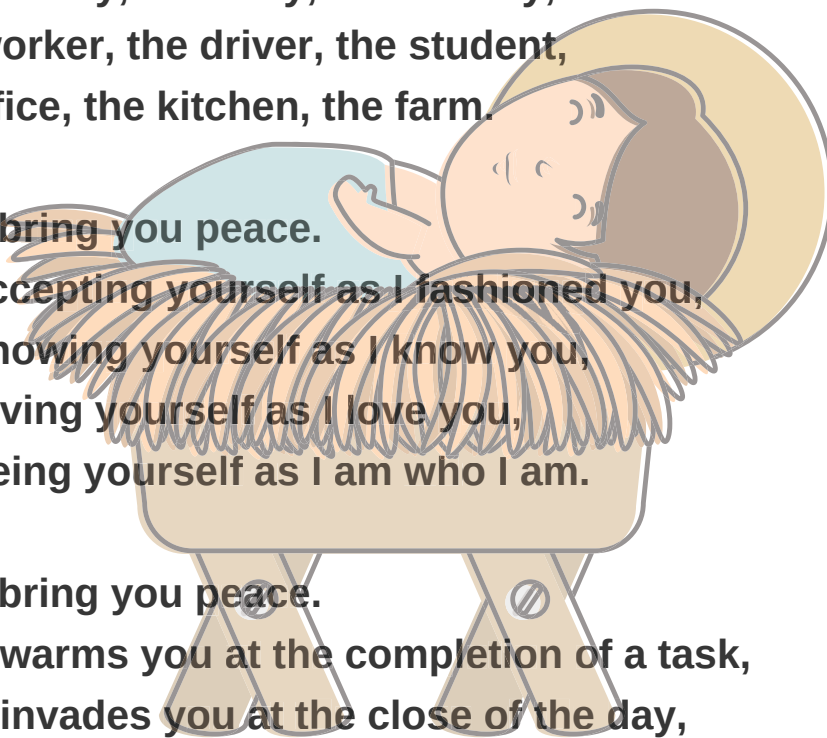 orker, the driver, the student,
fice, the kitchen, the farm.
bring you peace.
ccepting yourself as I fashioned you,
nowing yourself as I know you,
ving yourself as I love you,
eing yourself as I am who I am.
bring you peace.
warms you at the completion of a task,
invades you at the close of the day,